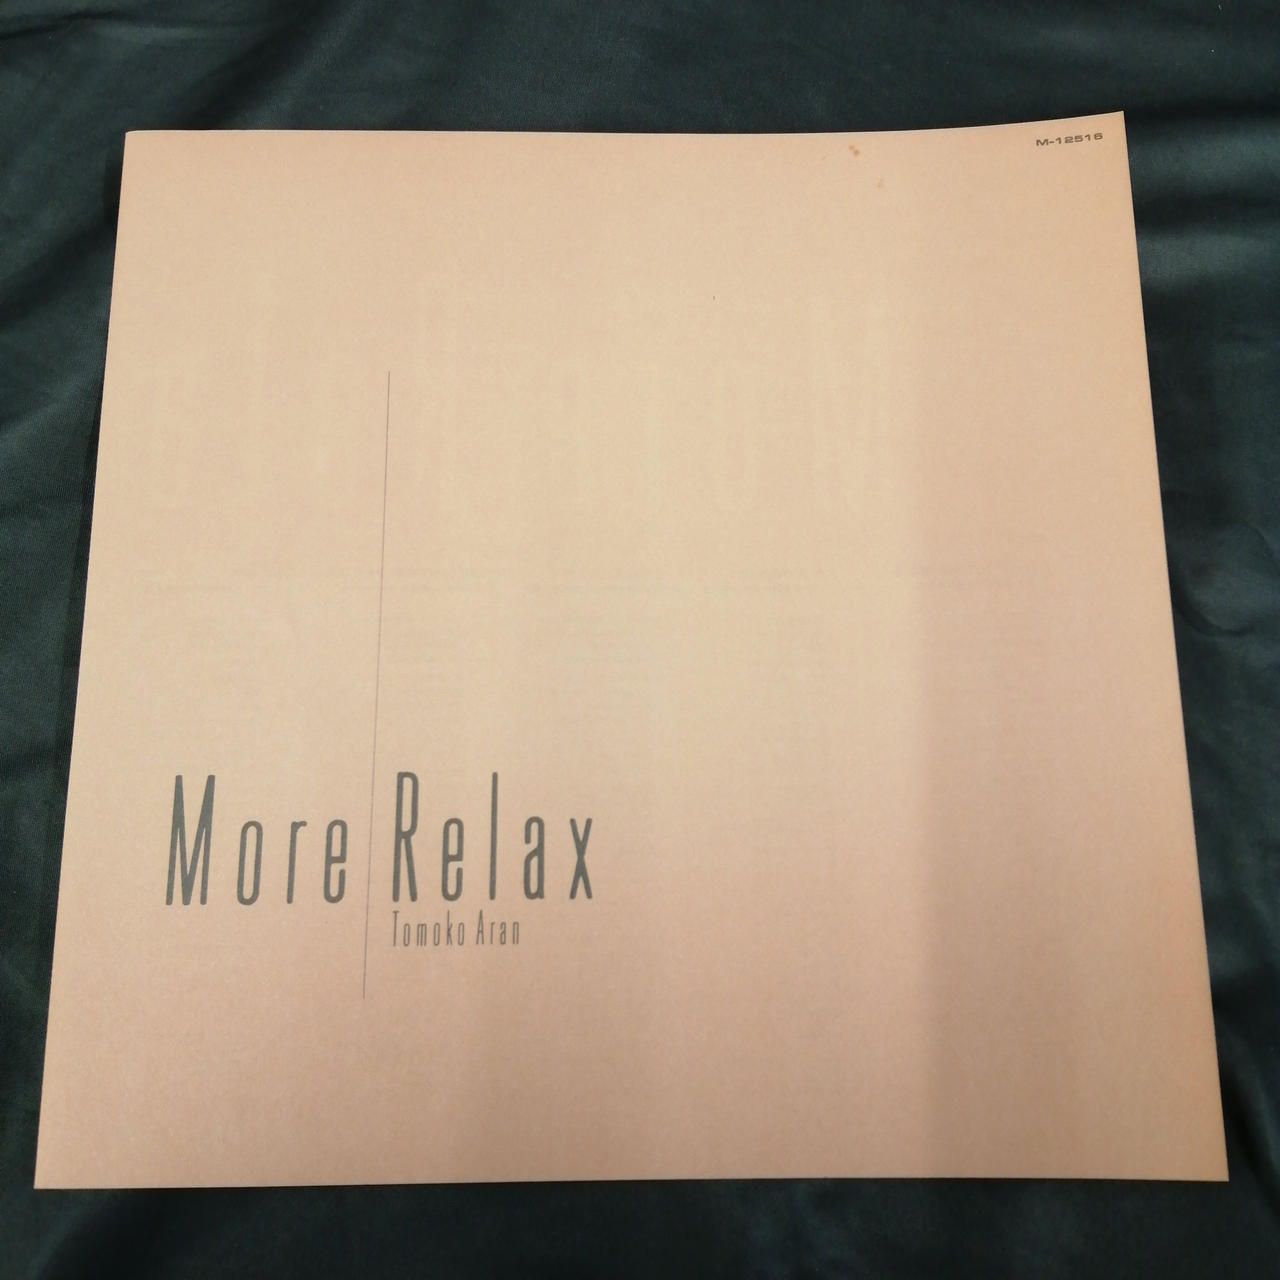 M-12516
More Relax
Tomoko Aran